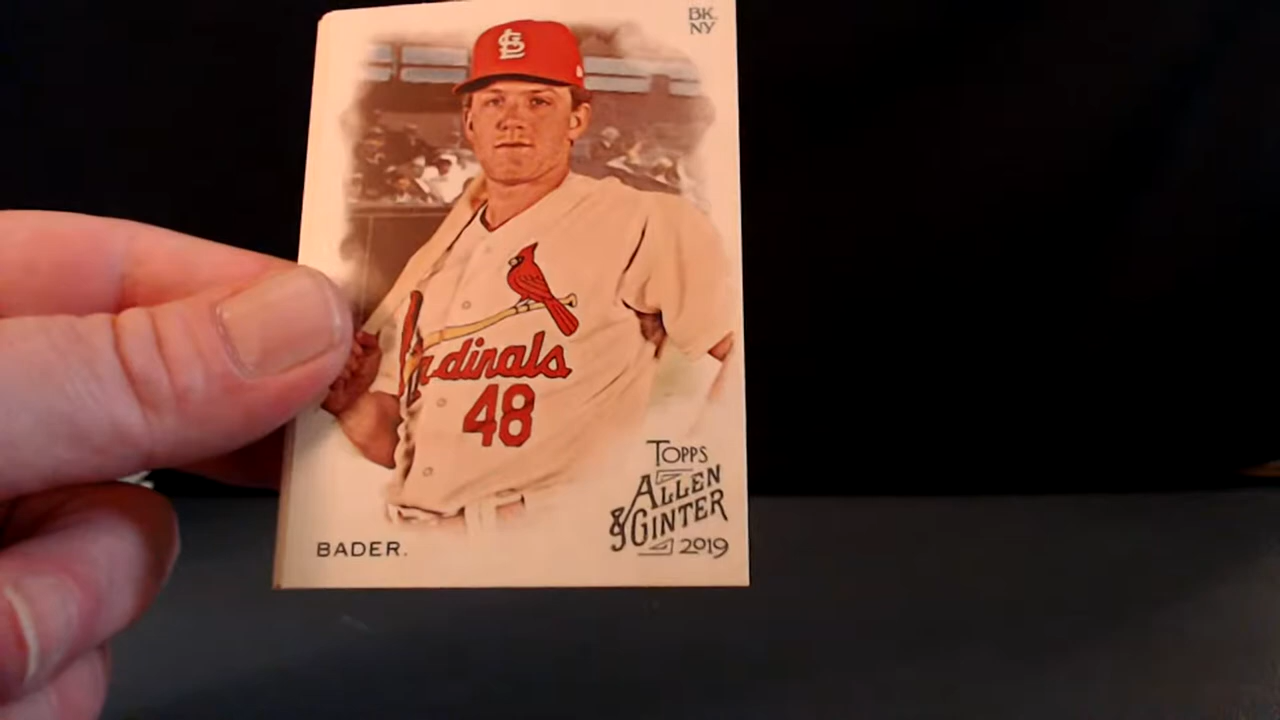 BK.
NY
STL
Cardinals
48
TOPPS
ALLEN
& GINTER
2019
BADER.